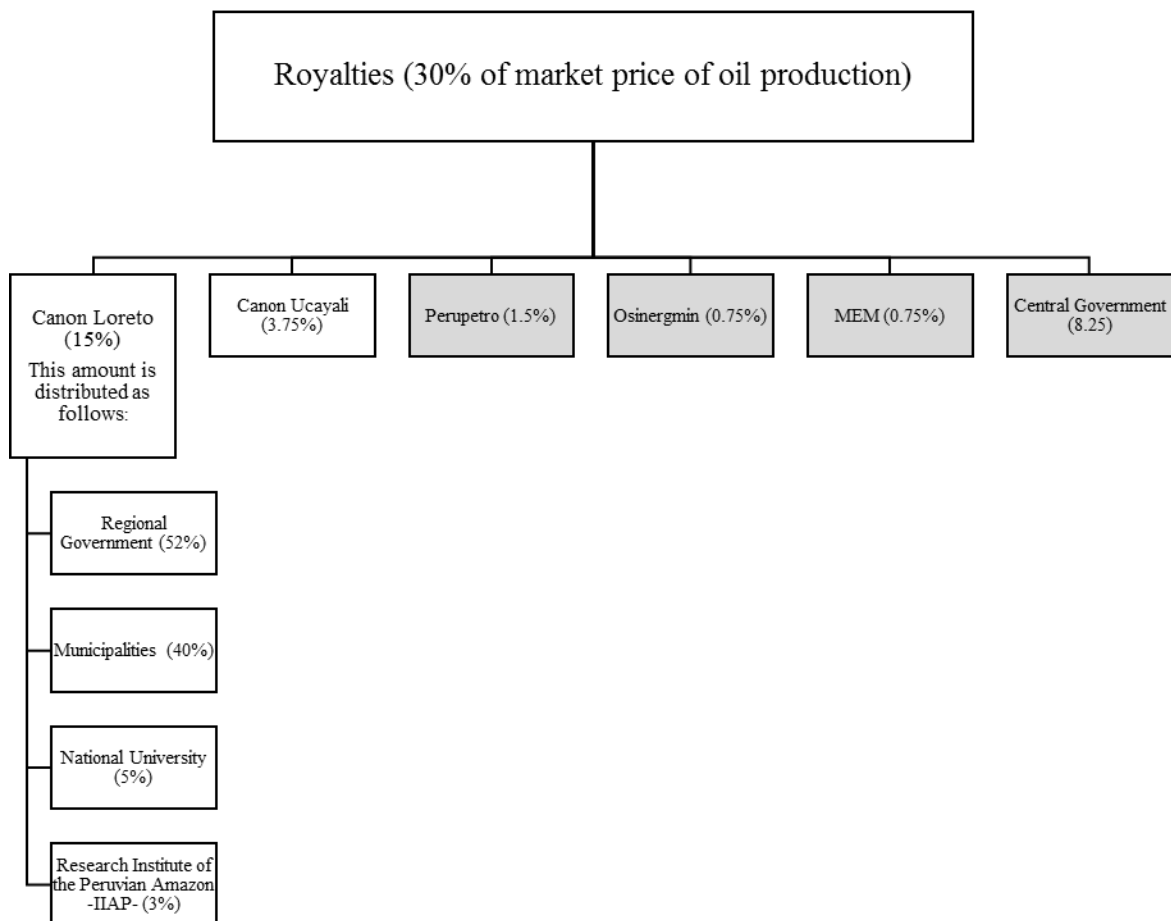 Royalties (30% of market price of oil production)
Canon Loreto
(15%)
This amount is
distributed as
follows:
Canon Ucayali
(3.75%)
Perupetro (1.5%)
Osinergmin (0.75%)
MEM (0.75%)
Central Government
(8.25)
Regional
Government (52%)
Municipalities (40%)
National University
(5%)
Research Institute of
the Peruvian Amazon
-IIAP- (3%)